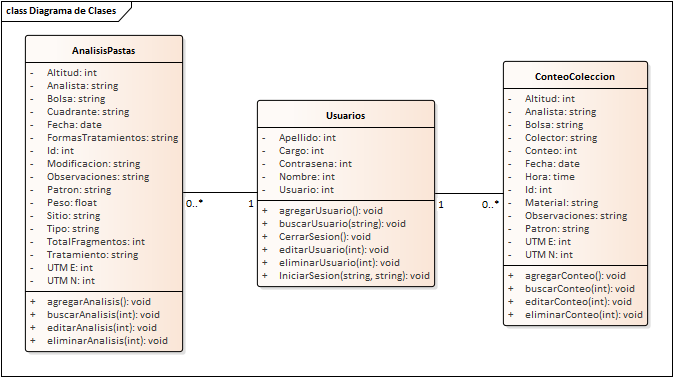 class Diagrama de Clases
AnalisisPastas
- Altitud: int
- Analista: string
- Bolsa: string
- Cuadrante: string
- Fecha: date
- FormasTratamientos: string
- Id: int
- Modificacion: string
- Observaciones: string
- Patron: string
- Peso: float
- Sitio: string
- Tipo: string
- TotalFragmentos: int
- Tratamiento: string
- UTM E: int
- UTM N: int
+ agregarAnalisis(): void
+ buscarAnalisis(int): void
+ editarAnalisis(int): void
+ eliminarAnalisis(int): void
0..*
1
Usuarios
- Apellido: int
- Cargo: int
- Contrasena: int
- Nombre: int
- Usuario: int
+ agregarUsuario(): void
+ buscarUsuario(string): void
+ CerrarSesion(): void
+ editarUsuario(int): void
+ eliminarUsuario(int): void
+ IniciarSesion(string, string): void
1
0..*
ConteoColeccion
- Altitud: int
- Analista: string
- Bolsa: string
- Colector: string
- Conteo: int
- Fecha: date
- Hora: time
- Id: int
- Material: string
- Observaciones: string
- Patron: string
- UTM E: int
- UTM N: int
+ agregarConteo(): void
+ buscarConteo(int): void
+ editarConteo(int): void
+ eliminarConteo(int): void